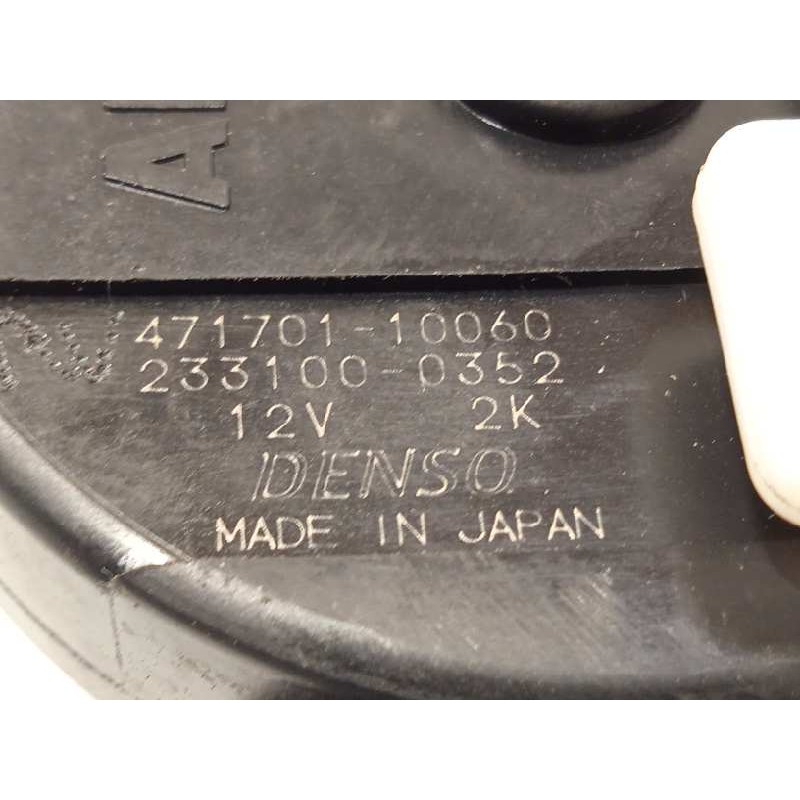 471701-10060
233100-0352
12V 2K
DENSO
MADE IN JAPAN